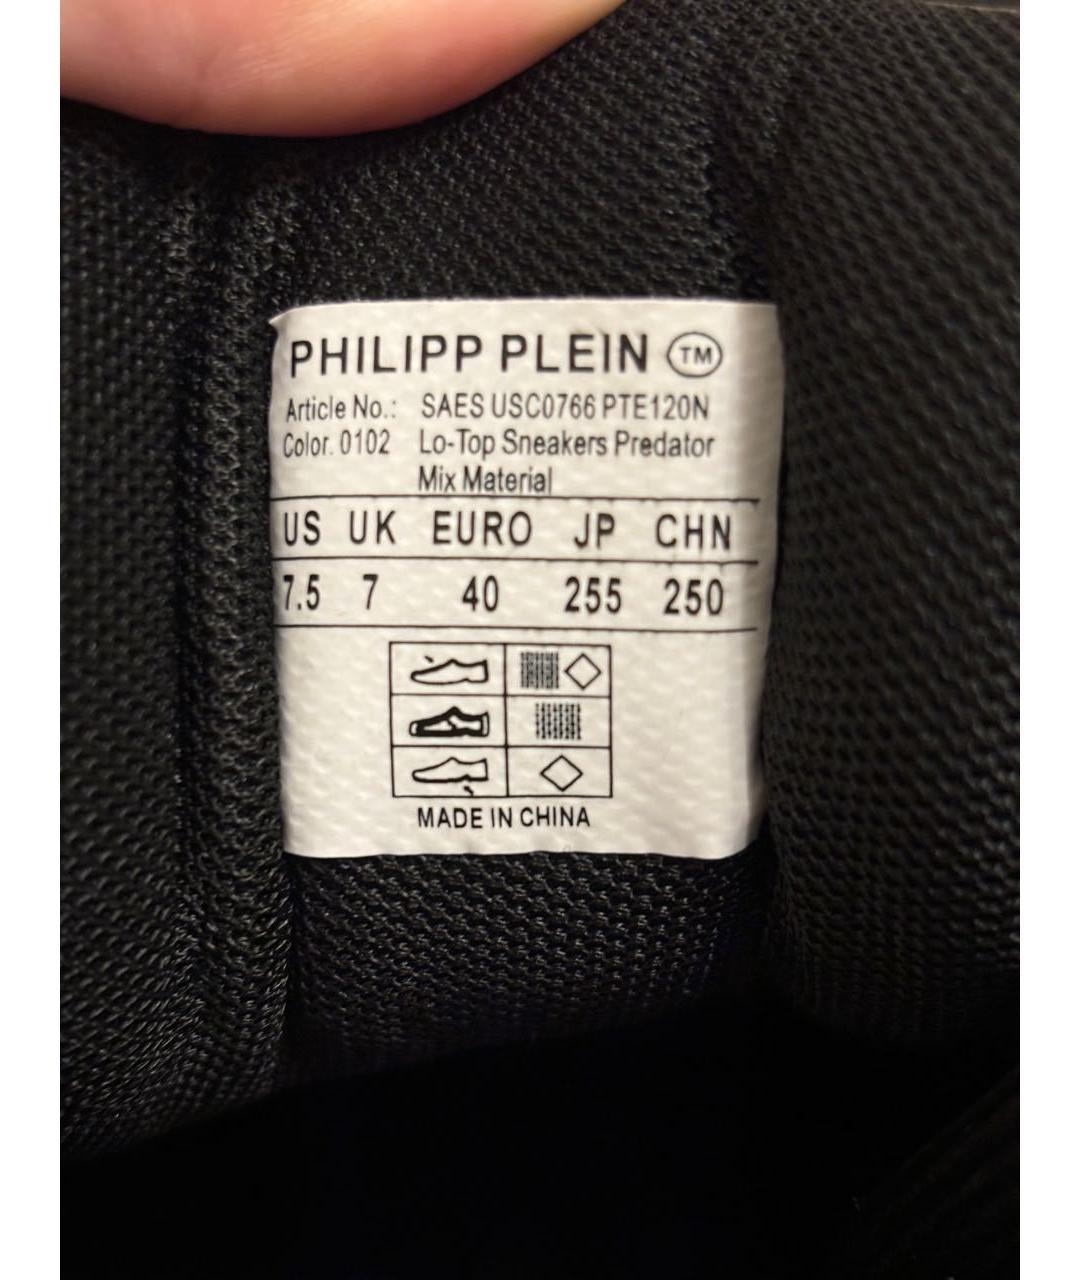 PHILIPP PLEIN TM
Article No.: SAES USC0766 PTE120N
Color. 0102 Lo-Top Sneakers Predator
Mix Material
US UK EURO JP CHN
7.5 7 40 255 250
MADE IN CHINA